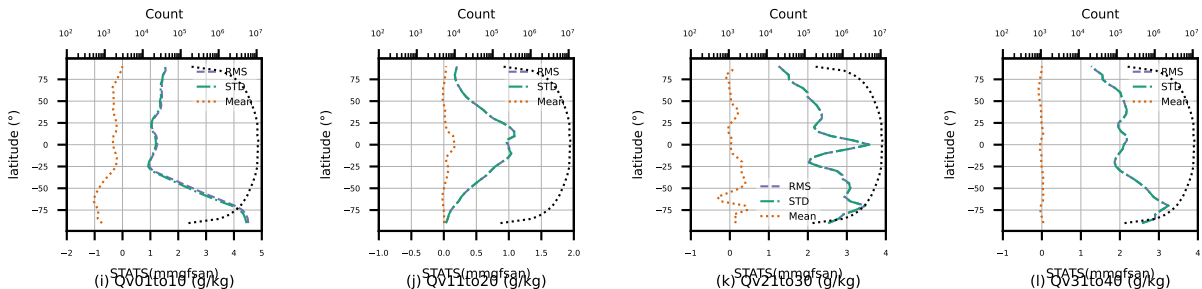 Count Count Count Count
10² 10³ 10⁴ 10⁵ 10⁶ 10⁷ 10³ 10⁴ 10⁵ 10⁶ 10⁷ 10² 10³ 10⁴ 10⁵ 10⁶ 10⁷ 10² 10³ 10⁴ 10⁵ 10⁶ 10⁷
latitude (°) latitude (°) latitude (°) latitude (°)
75 RMS 75 RMS 75 75 RMS
STD STD STD
50 Mean 50 Mean 50 50 Mean
25 25 25 25
0 0 0 0
−25 −25 −25 −25
−50 −50 −50 RMS −50
STD
−75 −75 −75 Mean −75
−1 0 1 2 3 4 5 −1.0 −0.5 0.0 0.5 1.0 1.5 2.0 −1 0 1 2 3 4 −1 0 1 2 3 4
STATS(mmgfsan) STATS(mmgfsan) STATS(mmgfsan) STATS(mmgfsan)
(i) Qv01to10 (g/kg) (j) Qv11to20 (g/kg) (k) Qv21to30 (g/kg) (l) Qv31to40 (g/kg)